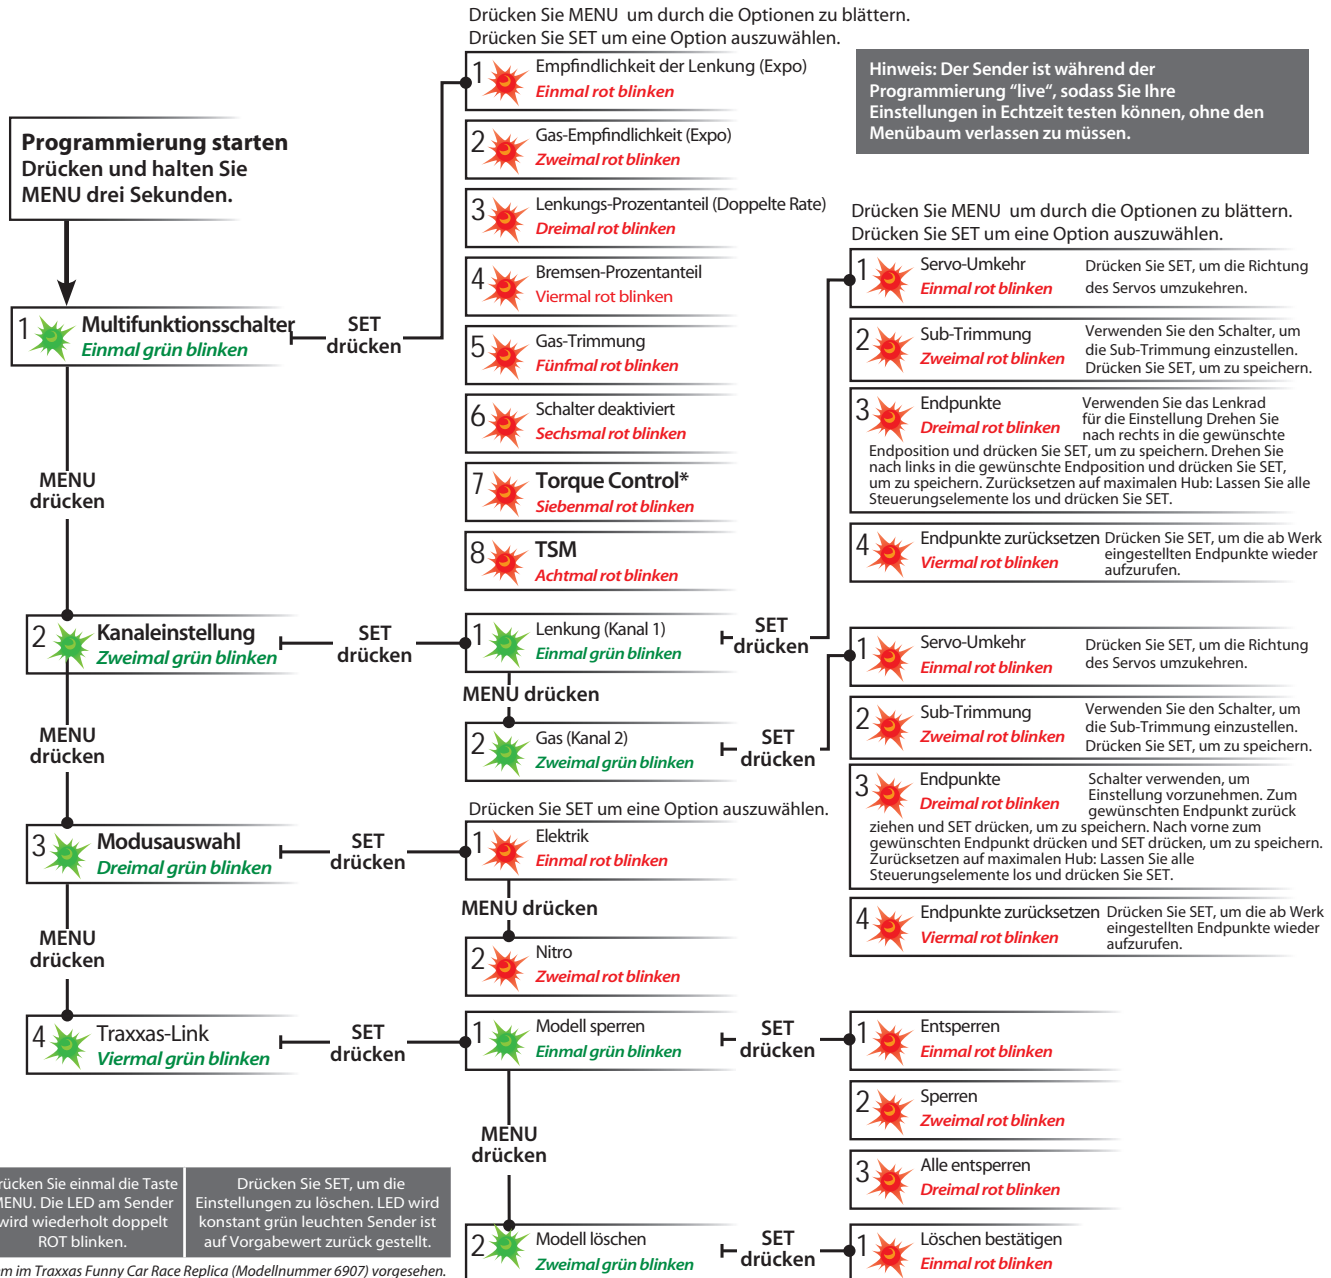 Drücken Sie MENU um durch die Optionen zu blättern.
Drücken Sie SET um eine Option auszuwählen.
Hinweis: Der Sender ist während der
Programmierung “live“, sodass Sie Ihre
Einstellungen in Echtzeit testen können, ohne den
Menübaum verlassen zu müssen.
Programmierung starten
Drücken und halten Sie
MENU drei Sekunden.
1 Multifunktionsschalter
Einmal grün blinken
SET
drücken
1 Empfindlichkeit der Lenkung (Expo)
Einmal rot blinken
2 Gas-Empfindlichkeit (Expo)
Zweimal rot blinken
3 Lenkungs-Prozentanteil (Doppelte Rate)
Dreimal rot blinken
4 Bremsen-Prozentanteil
Viermal rot blinken
5 Gas-Trimmung
Fünfmal rot blinken
6 Schalter deaktiviert
Sechsmal rot blinken
7 Torque Control*
Siebenmal rot blinken
8 TSM
Achtmal rot blinken
MENU
drücken
2 Kanaleinstellung
Zweimal grün blinken
SET
drücken
1 Lenkung (Kanal 1)
Einmal grün blinken
SET
drücken
MENU drücken
2 Gas (Kanal 2)
Zweimal grün blinken
SET
drücken
Drücken Sie MENU um durch die Optionen zu blättern.
Drücken Sie SET um eine Option auszuwählen.
1 Servo-Umkehr
Einmal rot blinken
Drücken Sie SET, um die Richtung
des Servos umzukehren.
2 Sub-Trimmung
Zweimal rot blinken
Verwenden Sie den Schalter, um
die Sub-Trimmung einzustellen.
Drücken Sie SET, um zu speichern.
3 Endpunkte
Dreimal rot blinken
Verwenden Sie das Lenkrad
für die Einstellung Drehen Sie
nach rechts in die gewünschte
Endposition und drücken Sie SET, um zu speichern. Drehen Sie
nach links in die gewünschte Endposition und drücken Sie SET,
um zu speichern. Zurücksetzen auf maximalen Hub: Lassen Sie alle
Steuerungselemente los und drücken Sie SET.
4 Endpunkte zurücksetzen
Viermal rot blinken
Drücken Sie SET, um die ab Werk
eingestellten Endpunkte wieder
aufzurufen.
1 Servo-Umkehr
Einmal rot blinken
Drücken Sie SET, um die Richtung
des Servos umzukehren.
2 Sub-Trimmung
Zweimal rot blinken
Verwenden Sie den Schalter, um
die Sub-Trimmung einzustellen.
Drücken Sie SET, um zu speichern.
3 Endpunkte
Dreimal rot blinken
Schalter verwenden, um
Einstellung vorzunehmen. Zum
gewünschten Endpunkt zurück
ziehen und SET drücken, um zu speichern. Nach vorne zum
gewünschten Endpunkt drücken und SET drücken, um zu speichern.
Zurücksetzen auf maximalen Hub: Lassen Sie alle
Steuerungselemente los und drücken Sie SET.
4 Endpunkte zurücksetzen
Viermal rot blinken
Drücken Sie SET, um die ab Werk
eingestellten Endpunkte wieder
aufzurufen.
MENU
drücken
3 Modusauswahl
Dreimal grün blinken
SET
drücken
Drücken Sie SET um eine Option auszuwählen.
1 Elektrik
Einmal rot blinken
MENU drücken
2 Nitro
Zweimal rot blinken
MENU
drücken
4 Traxxas-Link
Viermal grün blinken
SET
drücken
1 Modell sperren
Einmal grün blinken
SET
drücken
1 Entsperren
Einmal rot blinken
2 Sperren
Zweimal rot blinken
3 Alle entsperren
Dreimal rot blinken
MENU
drücken
2 Modell löschen
Zweimal grün blinken
SET
drücken
1 Löschen bestätigen
Einmal rot blinken
rücken Sie einmal die Taste
MENU. Die LED am Sender
wird wiederholt doppelt
ROT blinken.
Drücken Sie SET, um die
Einstellungen zu löschen. LED wird
konstant grün leuchten Sender ist
auf Vorgabewert zurück gestellt.
em im Traxxas Funny Car Race Replica (Modellnummer 6907) vorgesehen.